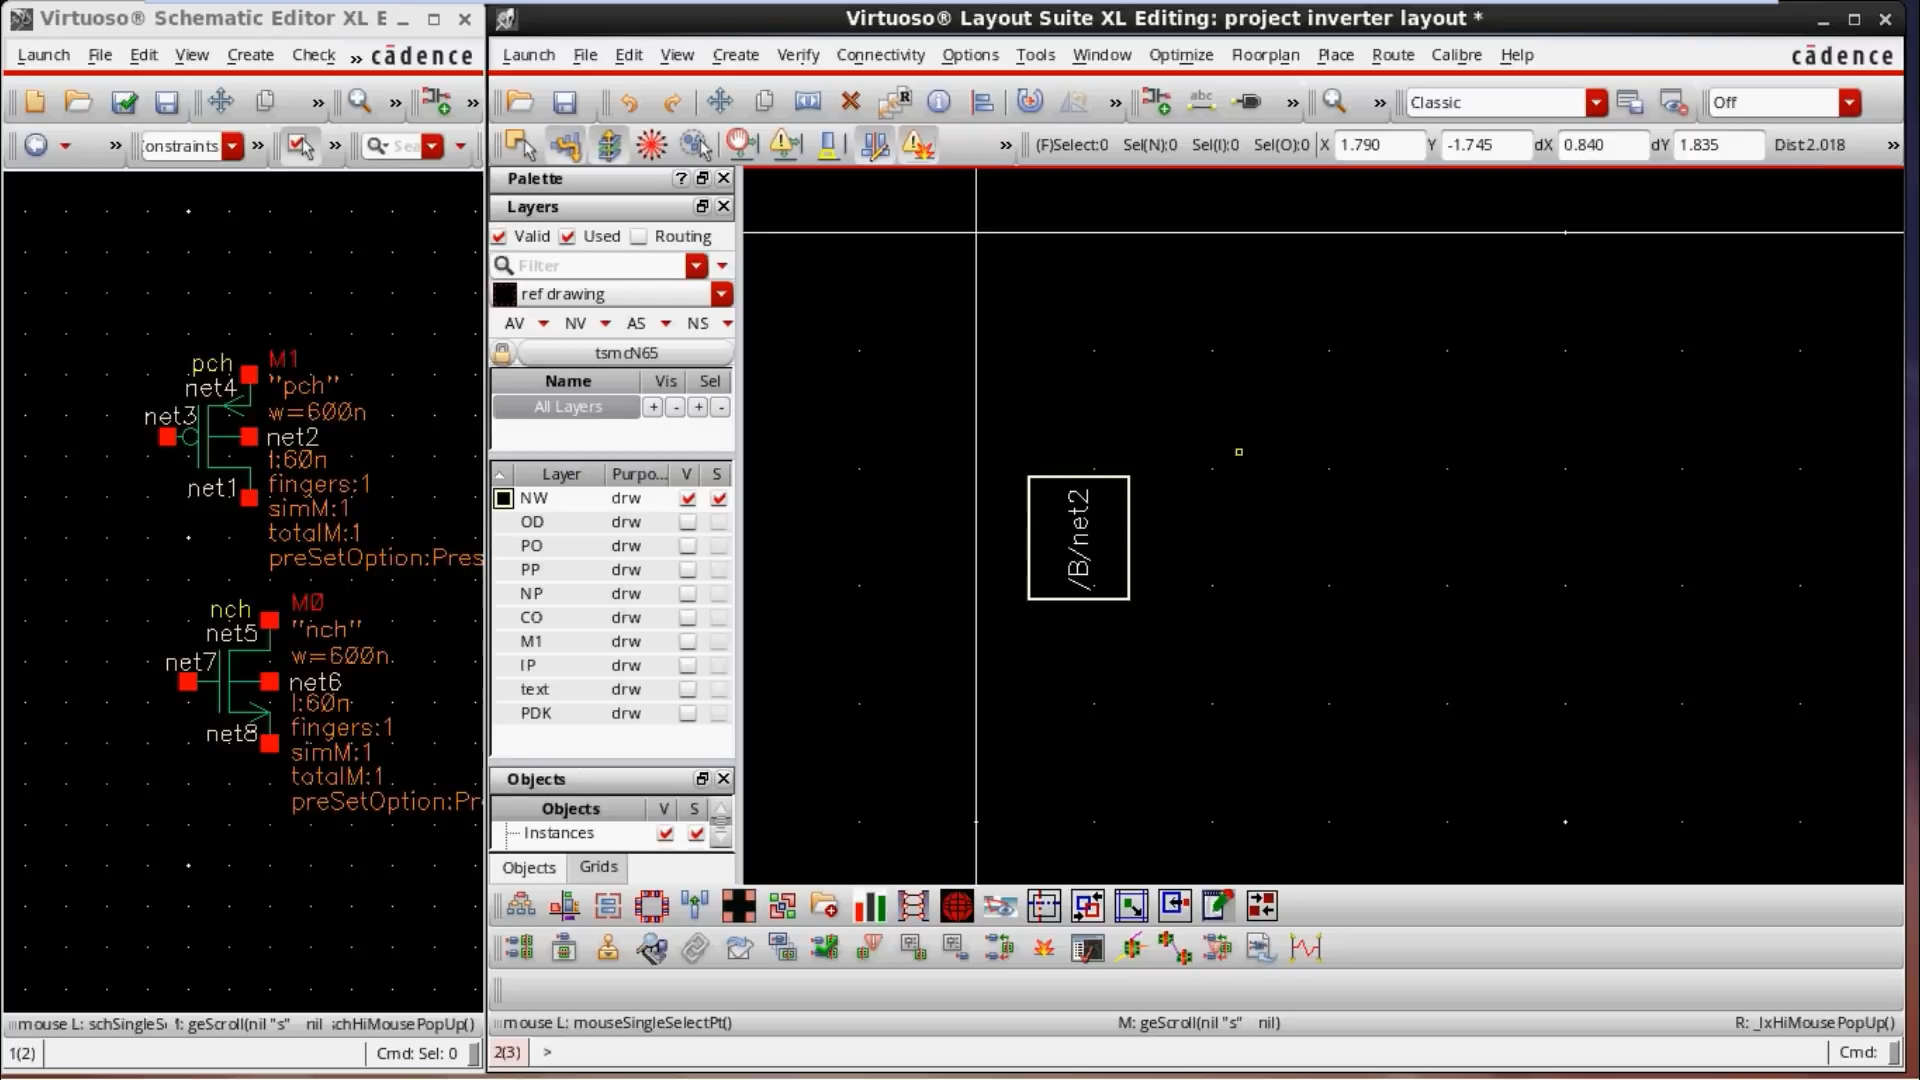 Virtuoso® Schematic Editor XL E
Launch File Edit View Create Check » cādence
onstraints
Sea
pch
M1
net4
"pch"
net3
w=600n
net2
l:60n
net1
fingers:1
simM:1
totalM:1
preSetOption:Pres
nch
M0
net5
"nch"
net7
w=600n
net6
l:60n
fingers:1
net8
simM:1
totalM:1
preSetOption:Pr
mouse L: schSingleS M: geScroll(nil "s" nil schHiMousePopUp()
1(2)
Cmd: Sel: 0
Virtuoso® Layout Suite XL Editing: project inverter layout *
Launch File Edit View Create Verify Connectivity Options Tools Window Optimize Floorplan Place Route Calibre Help cādence
abc
R
Classic
Off
(F)Select:0 Sel(N):0 Sel(I):0 Sel(O):0 X 1.790 Y -1.745 dX 0.840 dY 1.835 Dist:2.018
Palette
Layers
Valid Used Routing
Filter
ref drawing
AV NV AS NS
tsmcN65
Name Vis Sel
All Layers + - + -
Layer Purpo... V S
NW drw
OD drw
PO drw
PP drw
NP drw
CO drw
M1 drw
IP drw
text drw
PDK drw
Objects
Objects V S
Instances
Objects Grids
/B/net2
mouse L: mouseSingleSelectPt()
M: geScroll(nil "s" nil)
R: _lxHiMousePopUp()
2(3) >
Cmd: